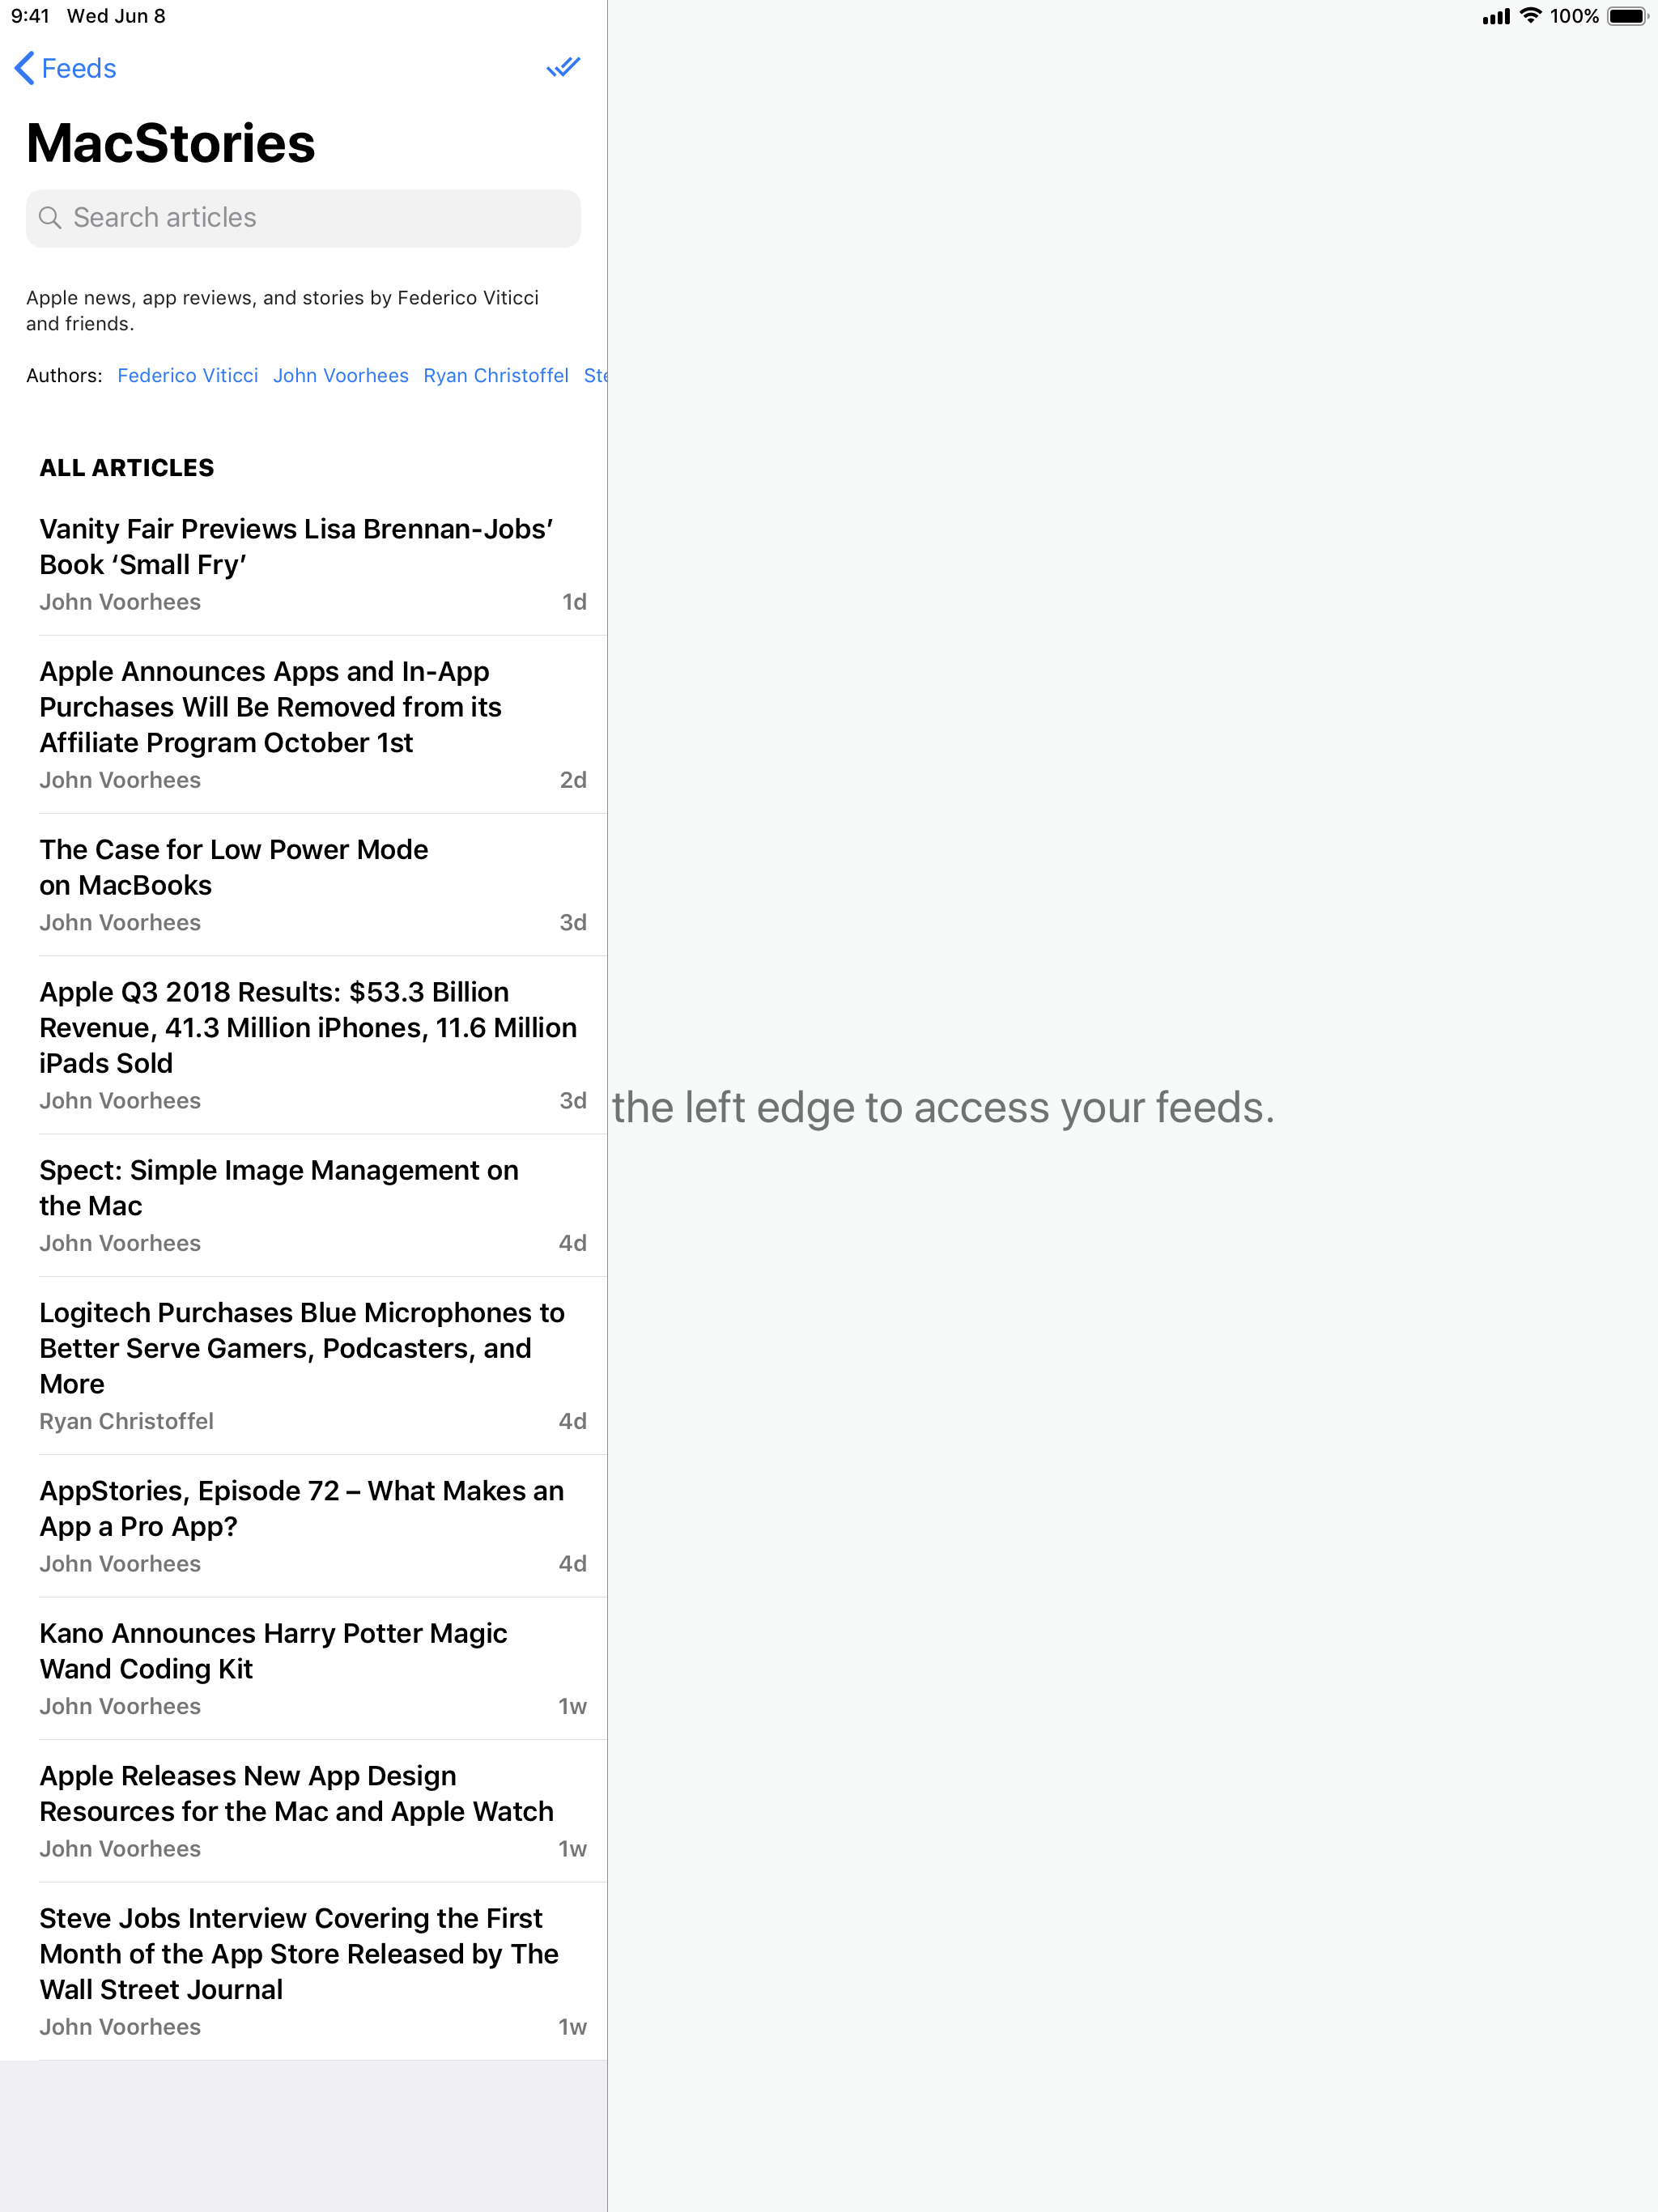 9:41 Wed Jun 8
100%
Feeds
MacStories
Search articles
Apple news, app reviews, and stories by Federico Viticci
and friends.
Authors: Federico Viticci John Voorhees Ryan Christoffel Ste
ALL ARTICLES
Vanity Fair Previews Lisa Brennan-Jobs’
Book ‘Small Fry’
John Voorhees 1d
Apple Announces Apps and In-App
Purchases Will Be Removed from its
Affiliate Program October 1st
John Voorhees 2d
The Case for Low Power Mode
on MacBooks
John Voorhees 3d
Apple Q3 2018 Results: $53.3 Billion
Revenue, 41.3 Million iPhones, 11.6 Million
iPads Sold
John Voorhees 3d
the left edge to access your feeds.
Spect: Simple Image Management on
the Mac
John Voorhees 4d
Logitech Purchases Blue Microphones to
Better Serve Gamers, Podcasters, and
More
Ryan Christoffel 4d
AppStories, Episode 72 – What Makes an
App a Pro App?
John Voorhees 4d
Kano Announces Harry Potter Magic
Wand Coding Kit
John Voorhees 1w
Apple Releases New App Design
Resources for the Mac and Apple Watch
John Voorhees 1w
Steve Jobs Interview Covering the First
Month of the App Store Released by The
Wall Street Journal
John Voorhees 1w